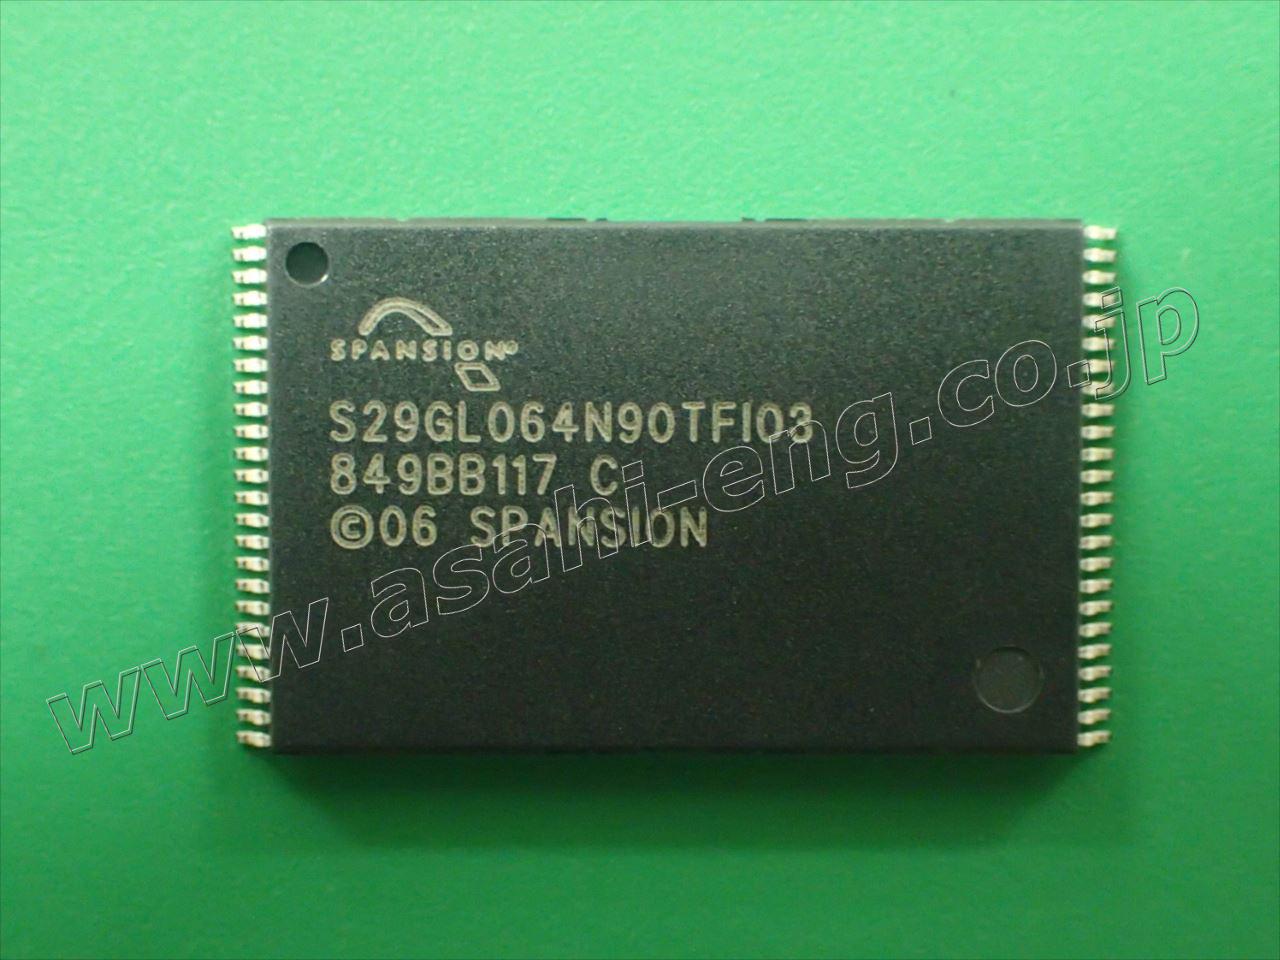 SPANSION®
S29GL064N90TFI03
849BB117 C
©06 SPANSION
www.asahi-eng.co.jp